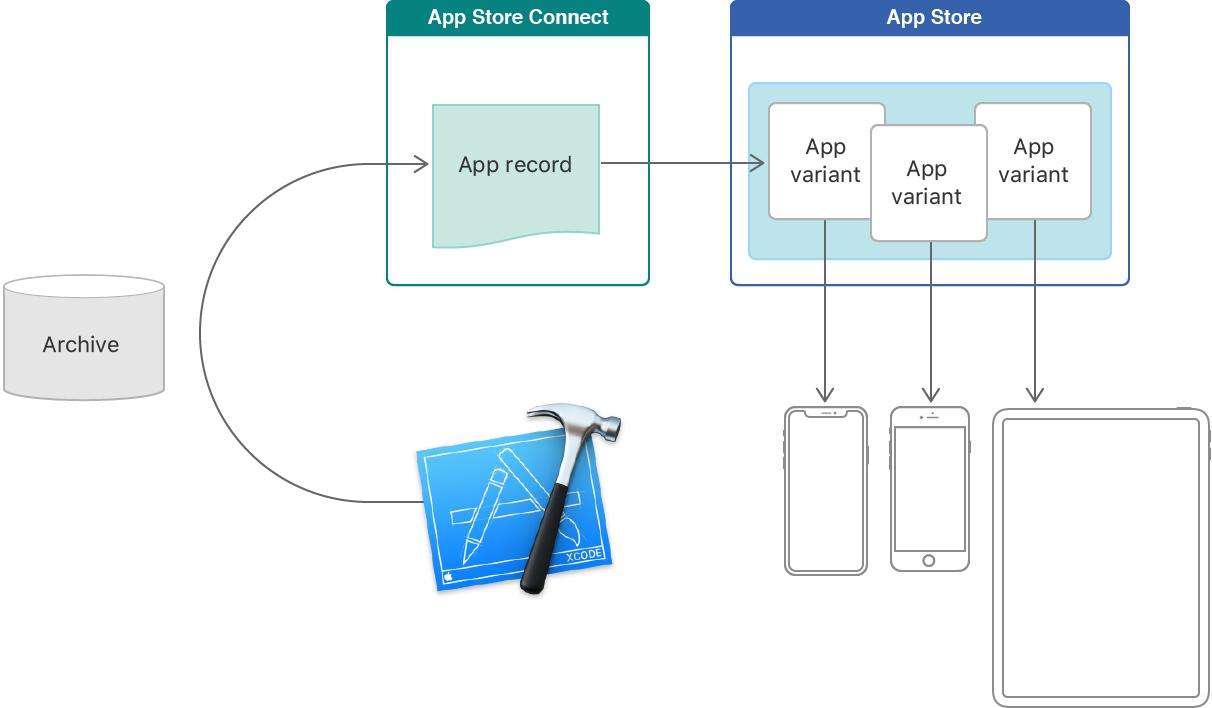 App Store Connect
App Store
App record
App
variant
App
variant
App
variant
Archive
XCODE